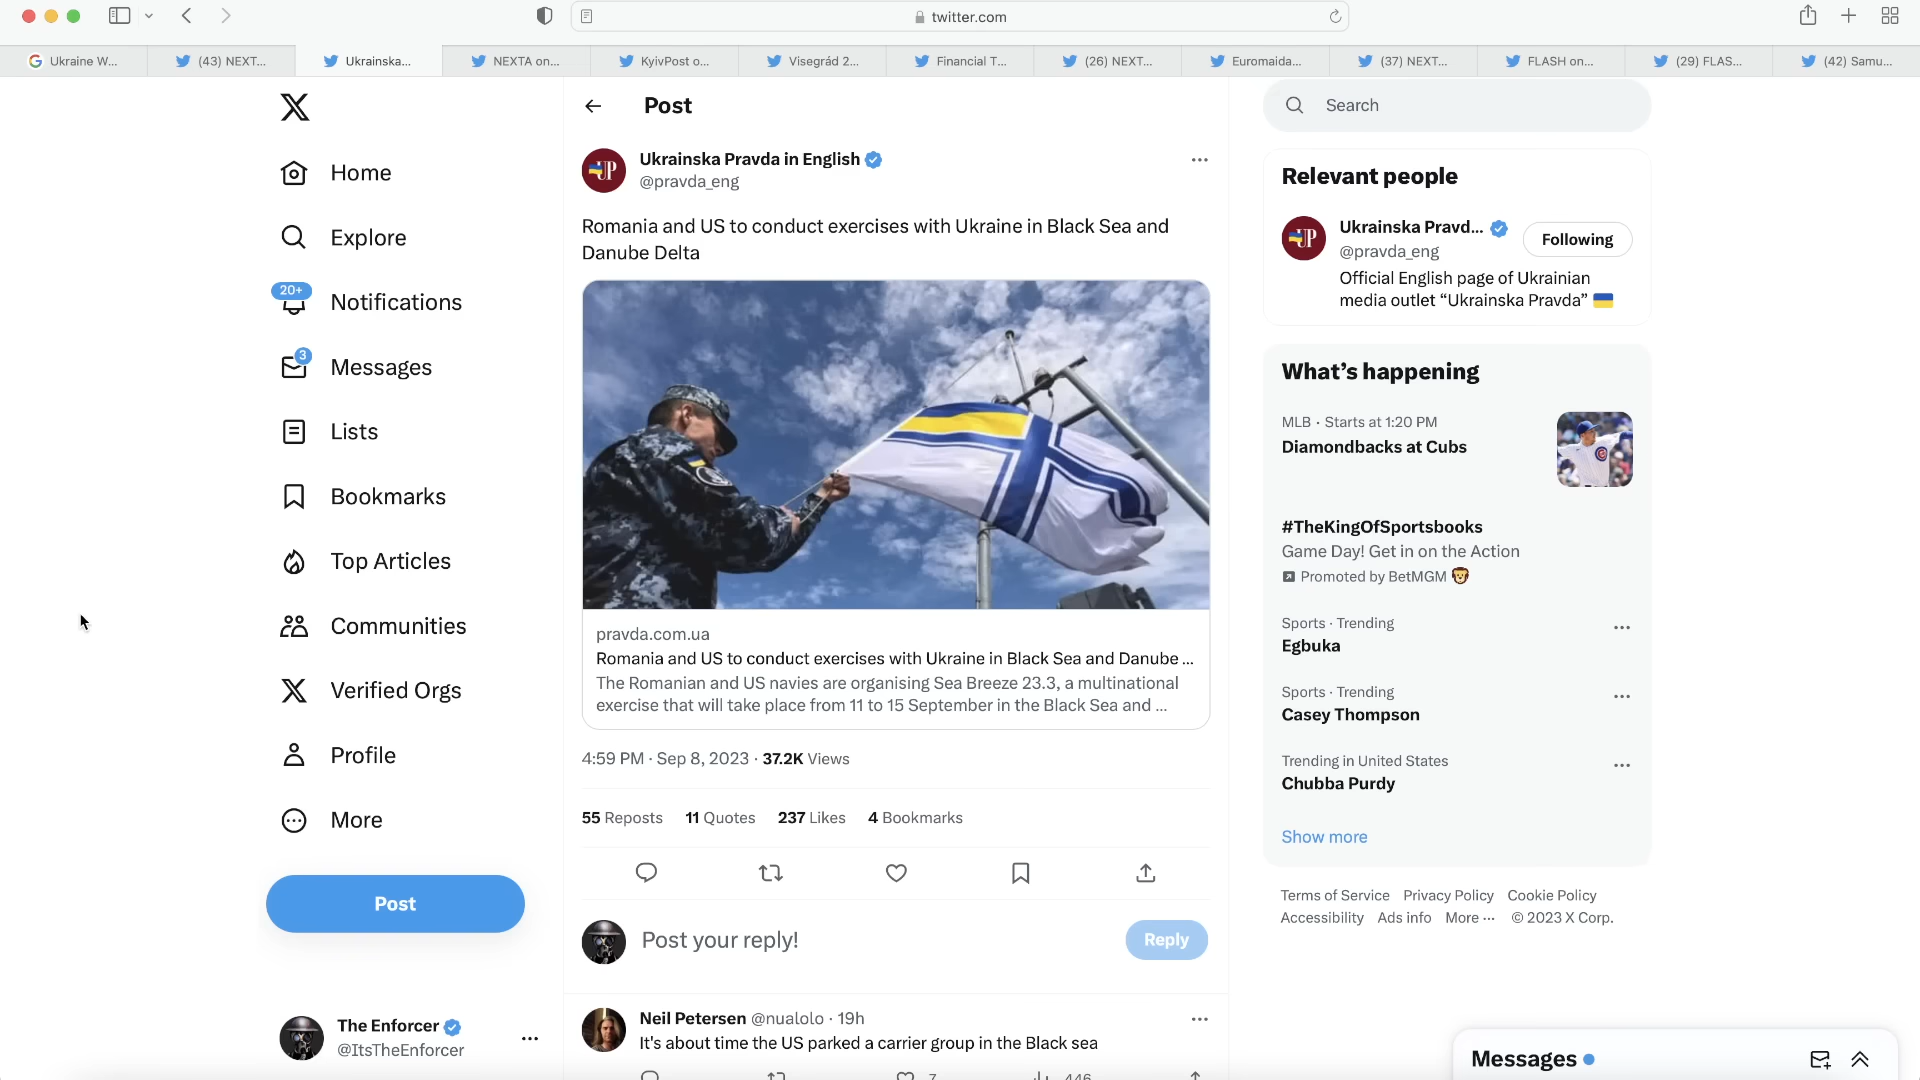 twitter.com
Ukraine W...
(43) NEXT...
Ukrainska...
NEXTA on...
KyivPost o...
Visegrád 2...
Financial T...
(26) NEXT...
Euromaida...
(37) NEXT...
FLASH on...
(29) FLAS...
(42) Samu...
Home
Explore
20+
Notifications
3
Messages
Lists
Bookmarks
Top Articles
Communities
Verified Orgs
Profile
More
Post
The Enforcer
@ItsTheEnforcer
Post
UP
Ukrainska Pravda in English
@pravda_eng
Romania and US to conduct exercises with Ukraine in Black Sea and
Danube Delta
pravda.com.ua
Romania and US to conduct exercises with Ukraine in Black Sea and Danube ...
The Romanian and US navies are organising Sea Breeze 23.3, a multinational
exercise that will take place from 11 to 15 September in the Black Sea and ...
4:59 PM · Sep 8, 2023 · 37.2K Views
55 Reposts 11 Quotes 237 Likes 4 Bookmarks
Post your reply!
Reply
Neil Petersen @nualolo · 19h
It's about time the US parked a carrier group in the Black sea
7 446
Search
Relevant people
UP
Ukrainska Pravd...
@pravda_eng
Following
Official English page of Ukrainian
media outlet “Ukrainska Pravda”
What’s happening
MLB · Starts at 1:20 PM
Diamondbacks at Cubs
#TheKingOfSportsbooks
Game Day! Get in on the Action
Promoted by BetMGM
Sports · Trending
Egbuka
Sports · Trending
Casey Thompson
Trending in United States
Chubba Purdy
Show more
Terms of Service Privacy Policy Cookie Policy
Accessibility Ads info More ··· © 2023 X Corp.
Messages